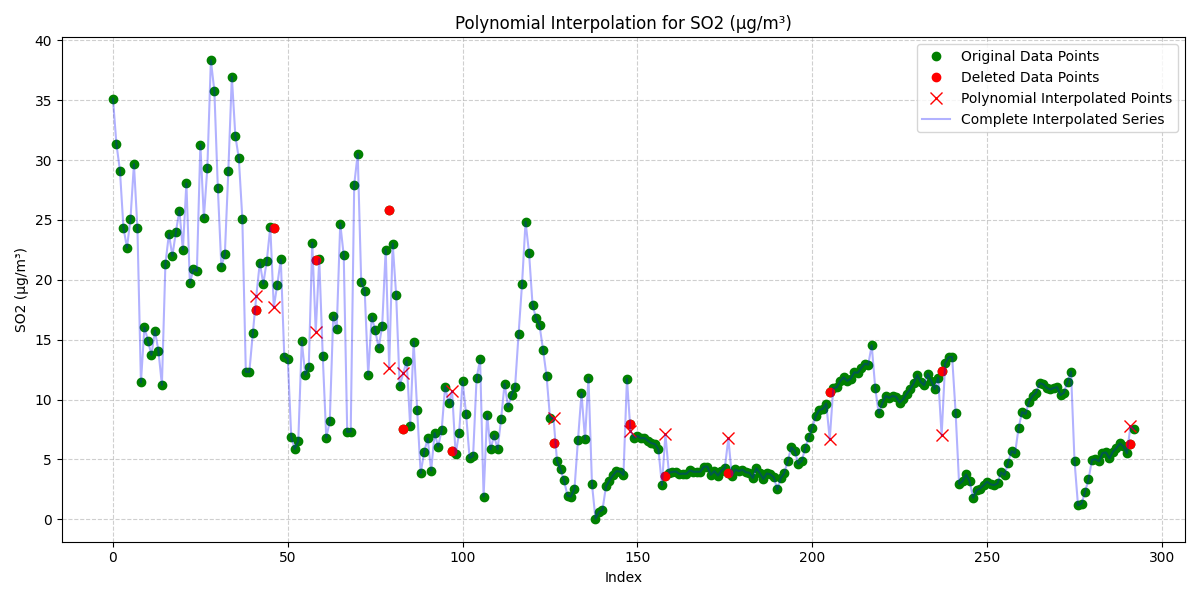 Polynomial Interpolation for SO2 (µg/m³)
40
35
30
25
20
15
10
5
0
SO2 (µg/m³)
Original Data Points
Deleted Data Points
Polynomial Interpolated Points
Complete Interpolated Series
0 50 100 150 200 250 300
Index